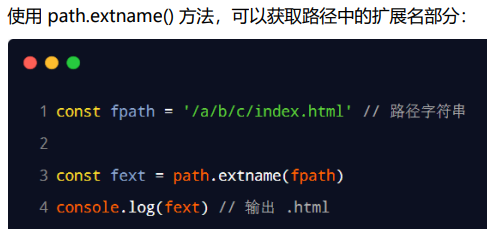 使用 path.extname() 方法，可以获取路径中的扩展名部分：
1 const fpath = '/a/b/c/index.html' // 路径字符串
2
3 const fext = path.extname(fpath)
4 console.log(fext) // 输出 .html